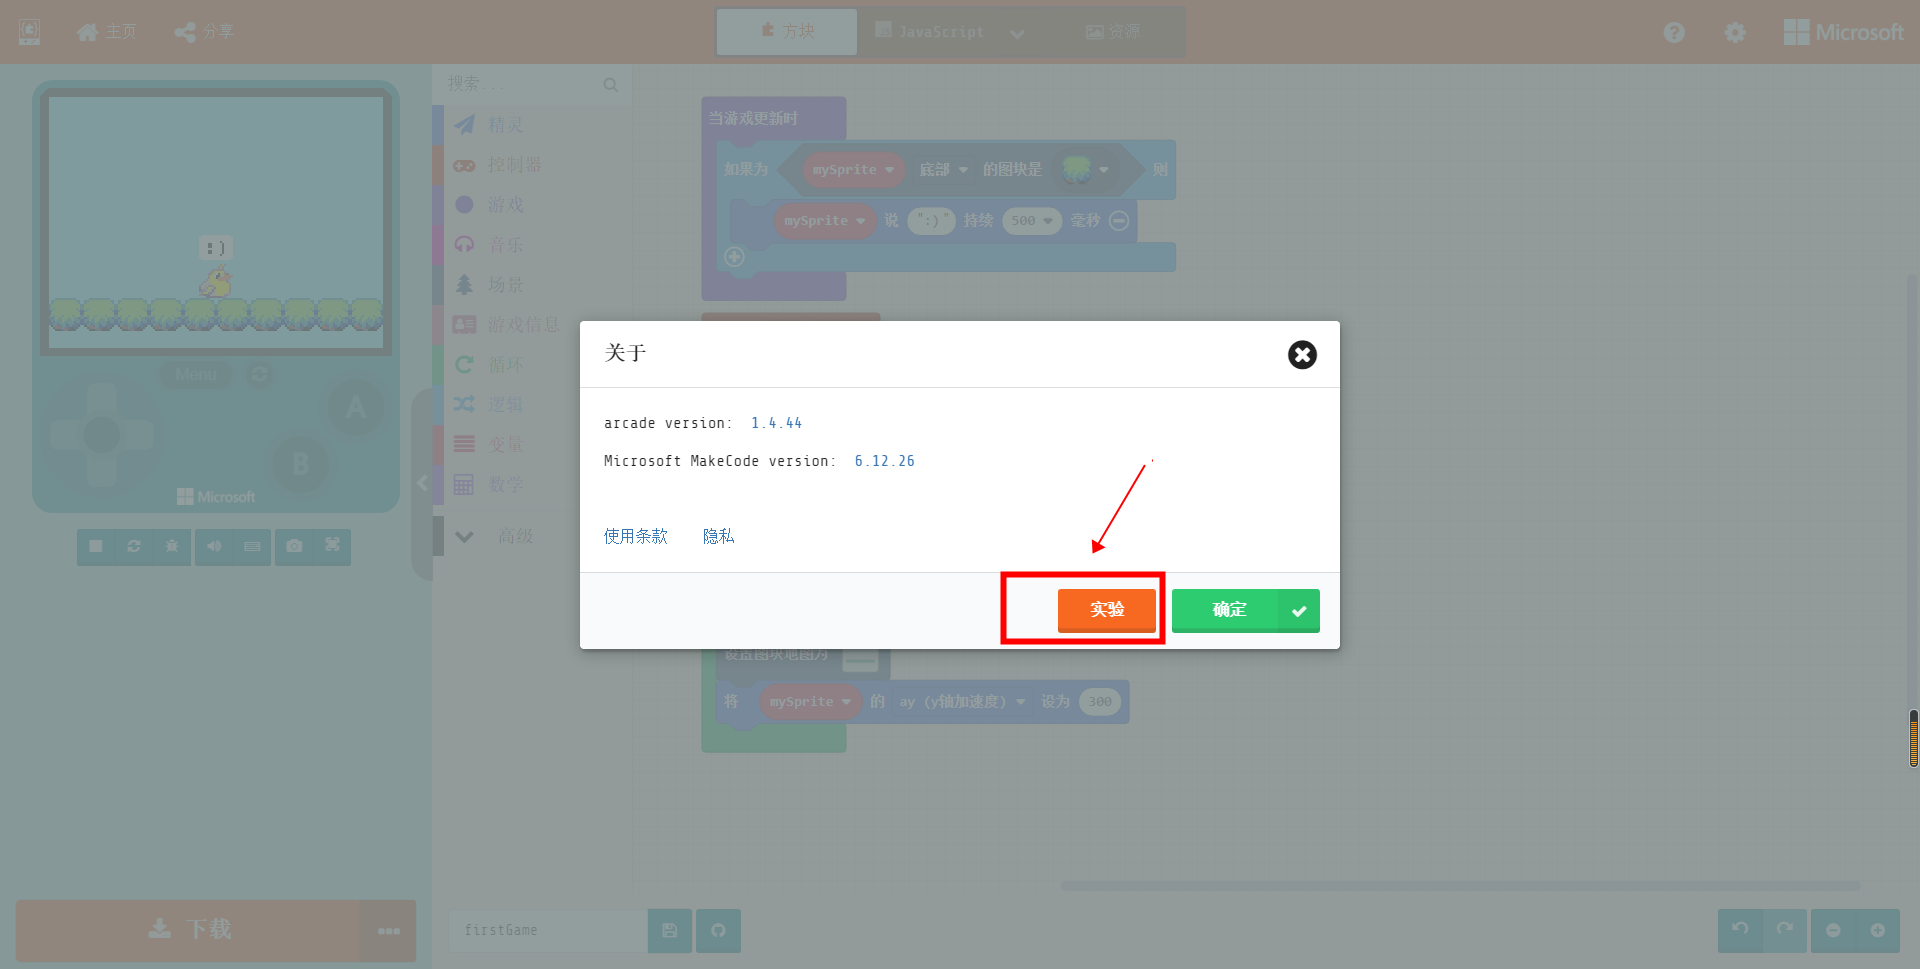 主页
分享
方块
JavaScript
资源
Microsoft
搜索...
精灵
控制器
游戏
音乐
场景
游戏信息
循环
逻辑
变量
数学
高级
:)
Menu
A
B
Microsoft
当游戏更新时
如果为 mySprite 底部 的图块是 则
mySprite 说 ":)" 持续 500 毫秒
关于
arcade version: 1.4.44
Microsoft MakeCode version: 6.12.26
使用条款 隐私
实验
确定
设置图块地图为
将 mySprite 的 ay (y轴加速度) 设为 300
下载
firstGame